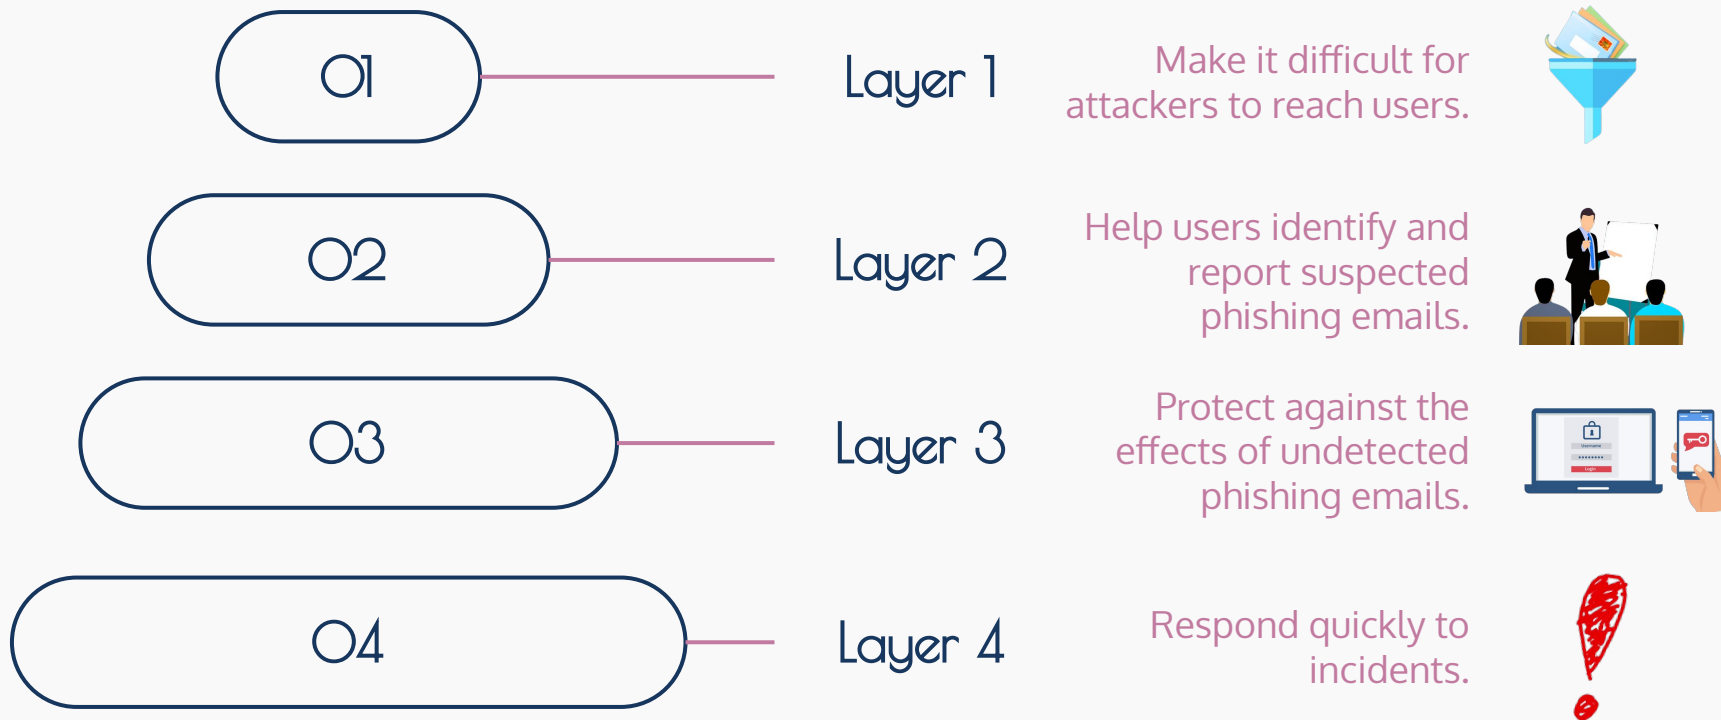 01
Layer 1
Make it difficult for
attackers to reach users.
02
Layer 2
Help users identify and
report suspected
phishing emails.
03
Layer 3
Protect against the
effects of undetected
phishing emails.
Username
Login
04
Layer 4
Respond quickly to
incidents.